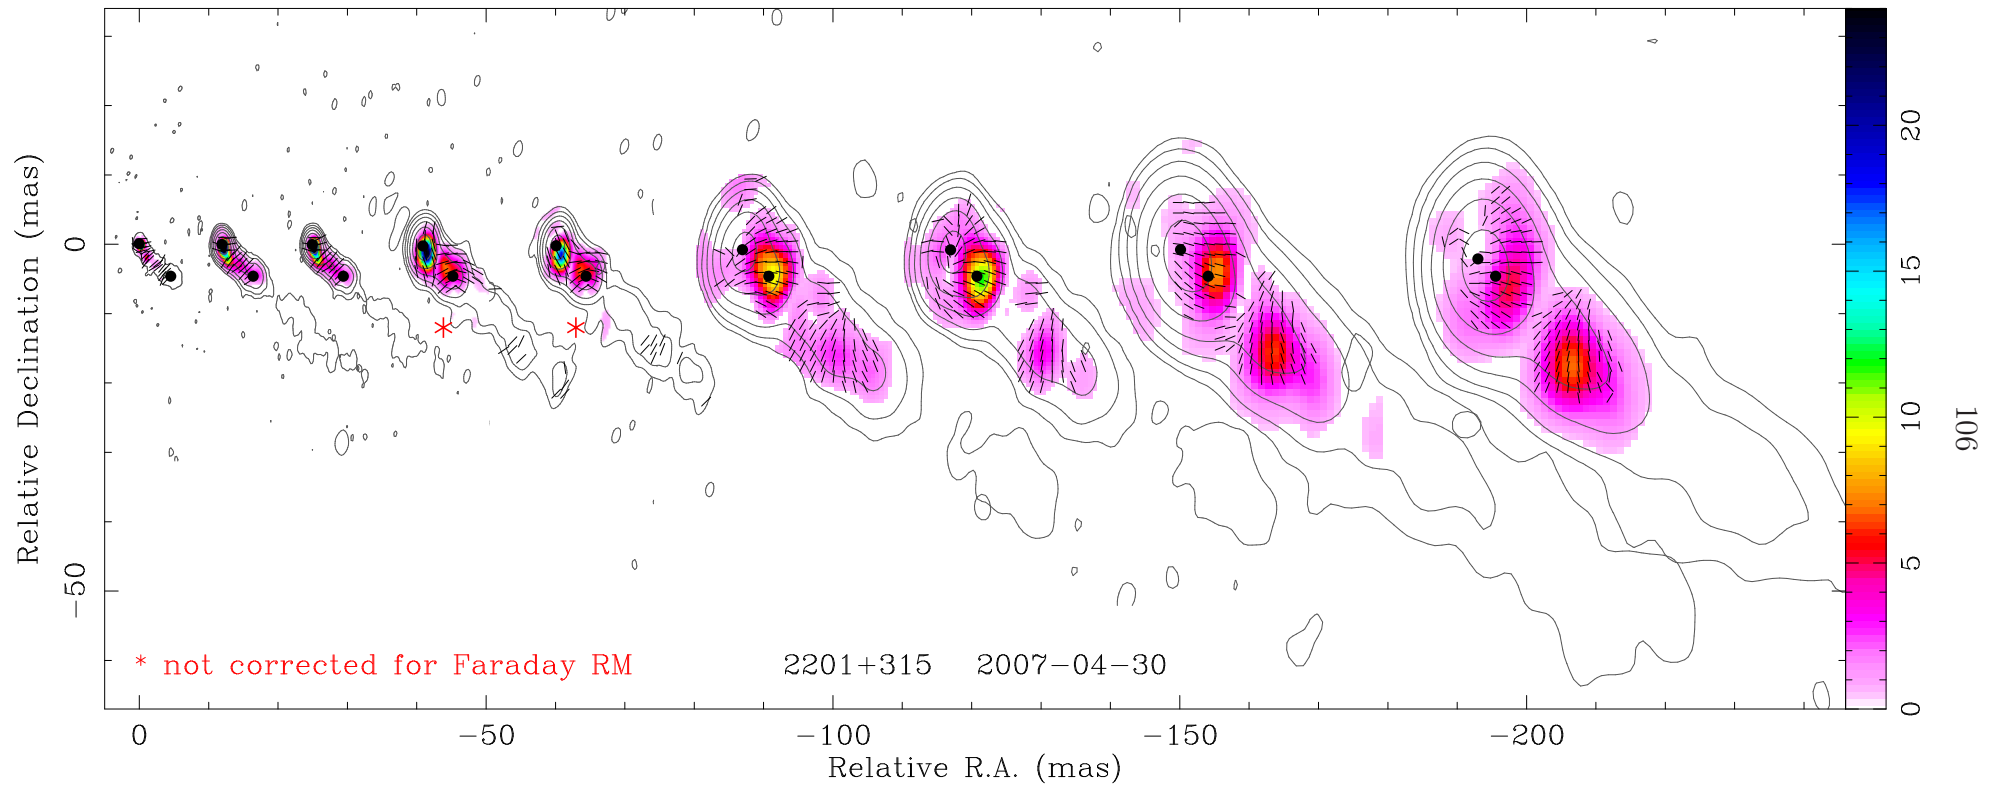 Relative Declination (mas)
0
−50
* *
* not corrected for Faraday RM
2201+315 2007−04−30
0 −50 −100 −150 −200
Relative R.A. (mas)
0 5 10 15 20
106